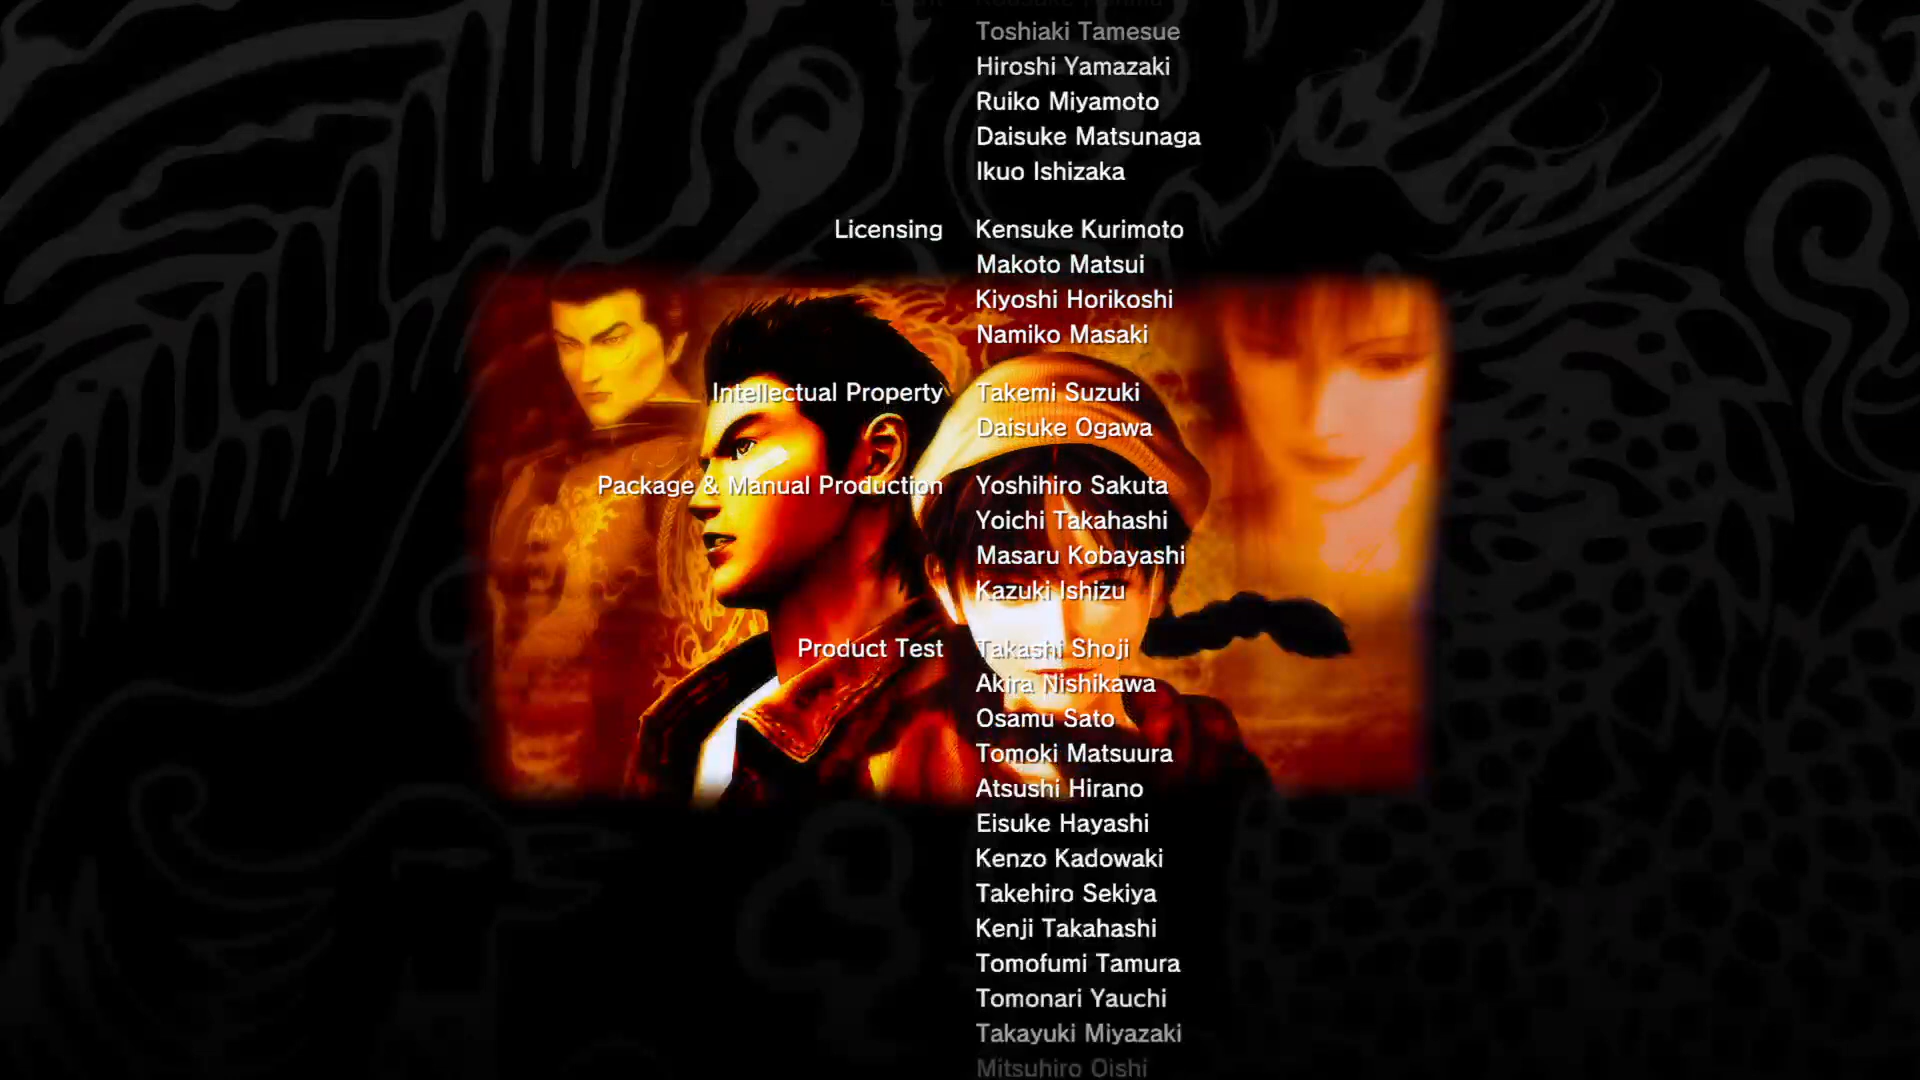 Toshiaki Tamesue
Hiroshi Yamazaki
Ruiko Miyamoto
Daisuke Matsunaga
Ikuo Ishizaka
Licensing Kensuke Kurimoto
Makoto Matsui
Kiyoshi Horikoshi
Namiko Masaki
Intellectual Property Takemi Suzuki
Daisuke Ogawa
Package & Manual Production Yoshihiro Sakuta
Yoichi Takahashi
Masaru Kobayashi
Kazuki Ishizu
Product Test Takashi Shoji
Akira Nishikawa
Osamu Sato
Tomoki Matsuura
Atsushi Hirano
Eisuke Hayashi
Kenzo Kadowaki
Takehiro Sekiya
Kenji Takahashi
Tomofumi Tamura
Tomonari Yauchi
Takayuki Miyazaki
Mitsuhiro Oishi